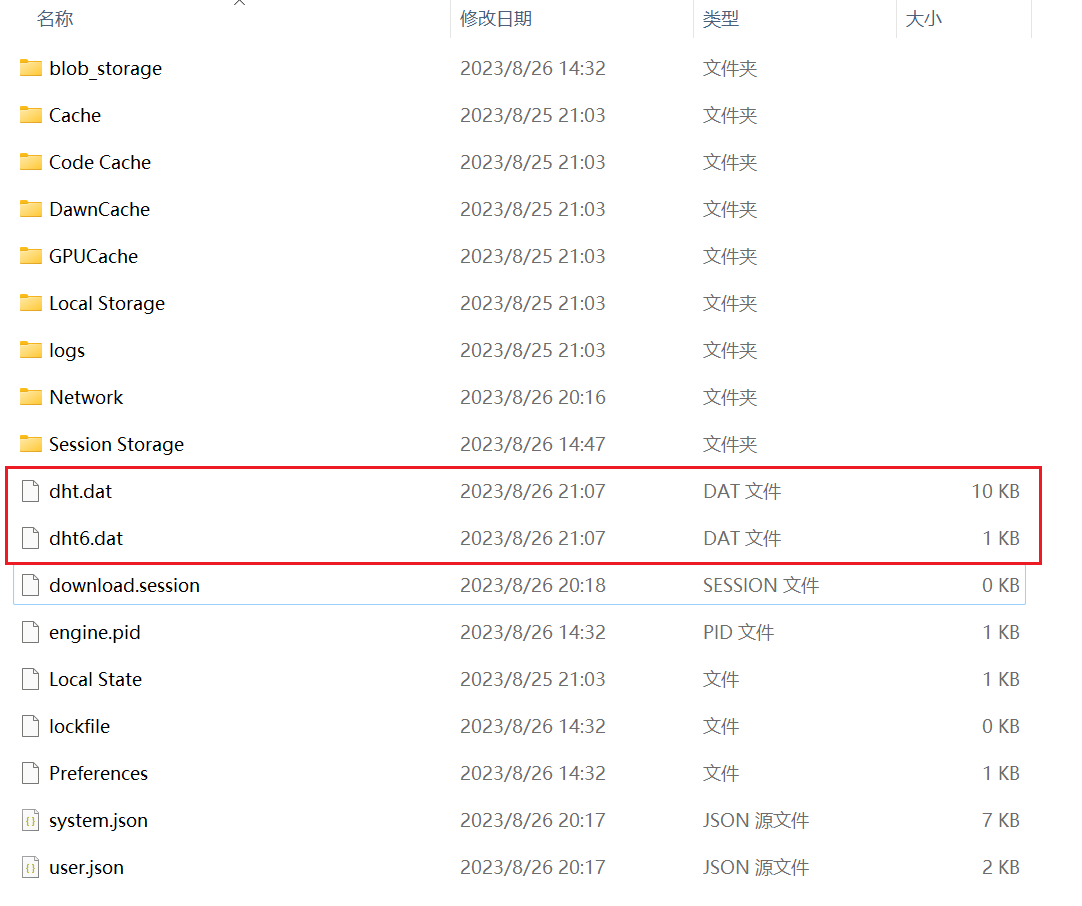 名称 修改日期 类型 大小
blob_storage 2023/8/26 14:32 文件夹
Cache 2023/8/25 21:03 文件夹
Code Cache 2023/8/25 21:03 文件夹
DawnCache 2023/8/25 21:03 文件夹
GPUCache 2023/8/25 21:03 文件夹
Local Storage 2023/8/25 21:03 文件夹
logs 2023/8/25 21:03 文件夹
Network 2023/8/26 20:16 文件夹
Session Storage 2023/8/26 14:47 文件夹
dht.dat 2023/8/26 21:07 DAT 文件 10 KB
dht6.dat 2023/8/26 21:07 DAT 文件 1 KB
download.session 2023/8/26 20:18 SESSION 文件 0 KB
engine.pid 2023/8/26 14:32 PID 文件 1 KB
Local State 2023/8/25 21:03 文件 1 KB
lockfile 2023/8/26 14:32 文件 0 KB
Preferences 2023/8/26 14:32 文件 1 KB
system.json 2023/8/26 20:17 JSON 源文件 7 KB
user.json 2023/8/26 20:17 JSON 源文件 2 KB